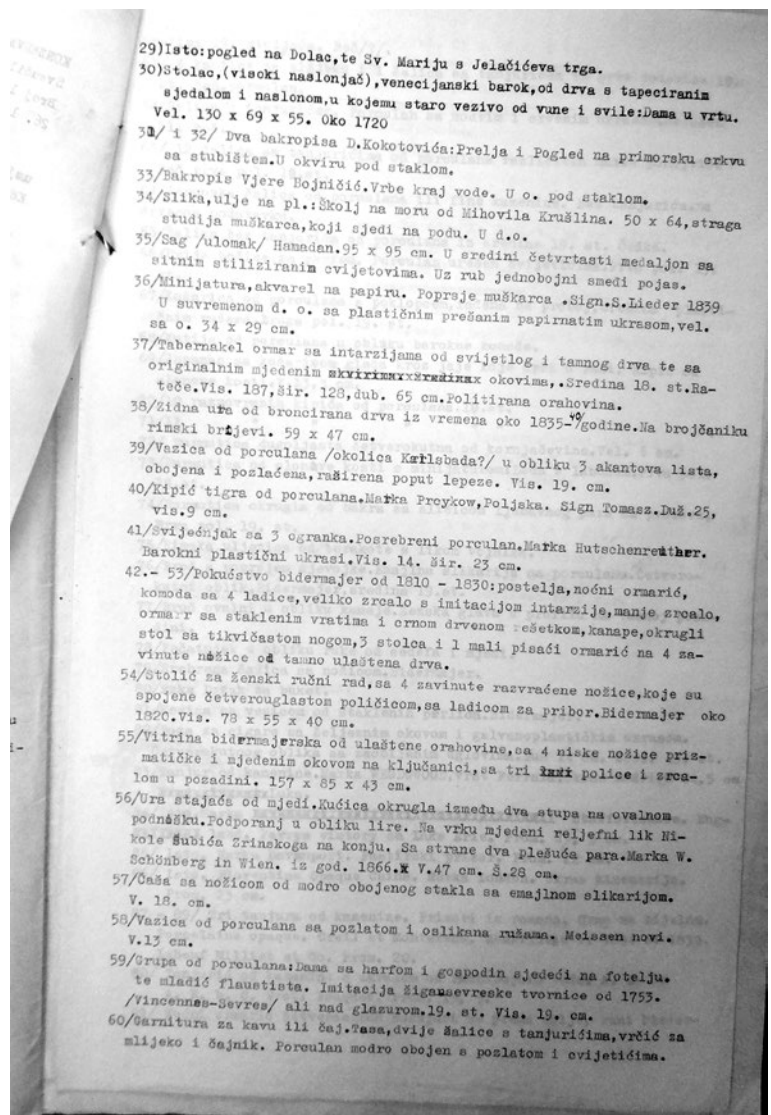 29)Isto:pogled na Dolac,te Sv. Mariju s Jelačićeva trga.
30)Stolac,(visoki naslonjač),venecijanski barok,od drva s tapeciranim
sjedalom i naslonom,u kojemu staro vezivo od vune i svile:Dama u vrtu.
Vel. 130 x 69 x 55. Oko 1720
31/ i 32/ Dva bakropisa D.Kokotovića:Prelja i Pogled na primorsku crkvu
sa stubištem.U okviru pod staklom.
33/Bakropis Vjere Bojničić.Vrbe kraj vode. U o. pod staklom.
34/Slika,ulje na pl.:Školj na moru od Mihovila Krušlina. 50 x 64,straga
studija muškarca,koji sjedi na podu. U d.o.
35/Sag /ulomak/ Hamadan.95 x 95 cm. U sredini četvrtasti medaljon sa
sitnim stiliziranim cvijetovima. Uz rub jednobojni smeđi pojas.
36/Minijatura,akvarel na papiru. Poprsje muškarca .Sign.S.Lieder 1839
U suvremenom d. o. sa plastičnim prešanim papirnatim ukrasom,vel.
sa o. 34 x 29 cm.
37/Tabernakel ormar sa intarzijama od svijetlog i tamnog drva te sa
originalnim mjedenim okovima,.Sredina 18. st.Ra-
teče.Vis. 187,šir. 128,dub. 65 cm.Politirana orahovina.
38/Zidna ura od broncirana drva iz vremena oko 1835-40/godine.Na brojčaniku
rimski brijevi. 59 x 47 cm.
39/Vazica od porculana /okolica Karlsbada?/ u obliku 3 akantova lista,
obojena i pozlaćena,raširena poput lepeze. Vis. 19. cm.
40/Kipić tigra od porculana.Marka Prcykow,Poljska. Sign Tomasz.Duž.25,
vis.9 cm.
41/Svijećnjak sa 3 ogranka.Posrebreni porculan.Marka Hutschenreuther.
Barokni plastični ukrasi.Vis. 14. šir. 23 cm.
42.- 53/Pokućstvo bidermajer od 1810 - 1830:postelja,noćni ormarić,
komoda sa 4 ladice,veliko zrcalo s imitacijom intarzije,manje zrcalo,
ormar sa staklenim vratima i crnom drvenom rešetkom,kanape,okrugli
stol sa tikvičastom nogom,3 stolca i 1 mali pisaći ormarić na 4 za-
vinute nožice od tamno ulaštena drva.
54/Stolić za ženski ručni rad,sa 4 zavinute razvraćene nožice,koje su
spojene četverouglastom poličicom,sa ladicom za pribor.Bidermajer oko
1820.Vis. 78 x 55 x 40 cm.
55/Vitrina bidermajerska od ulaštene orahovine,sa 4 niske nožice priz-
matičke i mjedenim okovom na ključanici,sa tri police i zrca-
lom u pozadini. 157 x 85 x 43 cm.
56/Ura stajaća od mjedi.Kućica okrugla između dva stupa na ovalnom
podnošku.Podporanj u obliku lire. Na vrku mjedeni reljefni lik Ni-
kole Šubića Zrinskoga na konju. Sa strane dva plešuća para.Marka W.
Schönberg in Wien. iz god. 1866.x V.47 cm. Š.28 cm.
57/Čaša sa nožicom od modro obojenog stakla sa emajlnom slikarijom.
V. 18. cm.
58/Vazica od porculana sa pozlatom i oslikana ružama. Meissen novi.
V.13 cm.
59/Grupa od porculana:Dama sa harfom i gospodin sjedeći na fotelju.
te mladić flaustista. Imitacija žigansevreske tvornice od 1753.
/Vincennes-Sevres/ ali nad glazurom.19. st. Vis. 19. cm.
60/Garnitura za kavu ili čaj.Tasa,dvije šalice s tanjurićima,vrčić za
mlijeko i čajnik. Porculan modro obojen s pozlatom i cvijetićima.